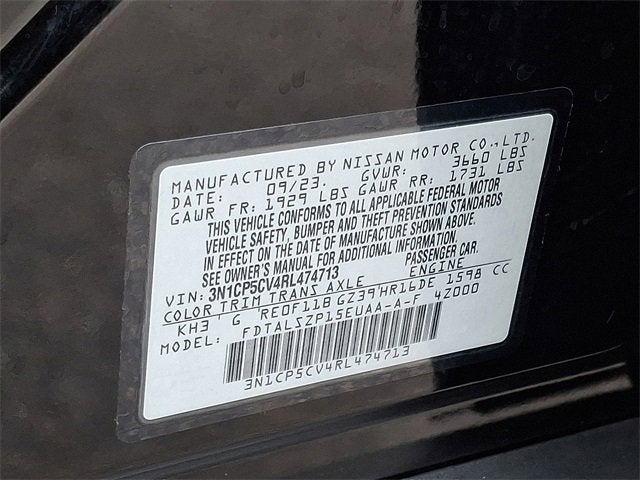 MANUFACTURED BY NISSAN MOTOR CO.,LTD.
DATE: 09/23. GVWR: 3660 LBS
GAWR FR: 1929 LBS GAWR RR: 1731 LBS
THIS VEHICLE CONFORMS TO ALL APPLICABLE FEDERAL MOTOR
VEHICLE SAFETY, BUMPER AND THEFT PREVENTION STANDARDS
IN EFFECT ON THE DATE OF MANUFACTURE SHOWN ABOVE.
SEE OWNER'S MANUAL FOR ADDITIONAL INFORMATION.
VIN: 3N1CP5CV4RL474713 PASSENGER CAR.
COLOR TRIM TRANS AXLE ENGINE
KH3 G RE0F11B GZ39 HR16DE 1598 CC
MODEL: FDTALSZP15EUAA-A-F 42000
3N1CP5CV4RL474713